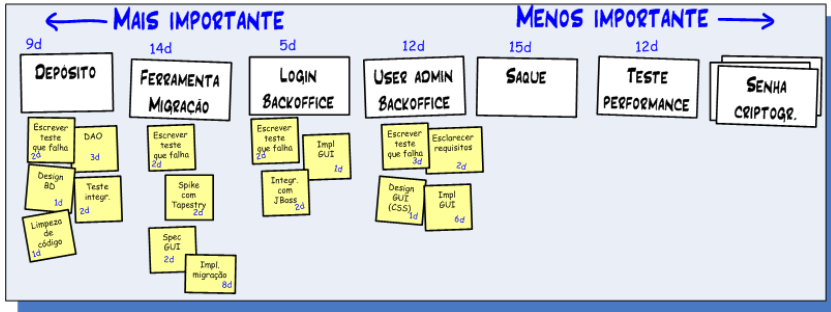 Mais importante
Menos importante
9d
14d
5d
12d
15d
12d
Depósito
Ferramenta
Migração
Login
Backoffice
User admin
Backoffice
Saque
Teste
performance
Senha
criptogr.
Escrever
teste
que falha
2d
DAO
3d
Design
BD
1d
Teste
integr.
2d
Limpeza
de
código
1d
Escrever
teste
que falha
2d
Spike
com
Tapestry
2d
Spec
GUI
2d
Impl.
migração
8d
Escrever
teste
que falha
2d
Impl
GUI
1d
Integr.
com
JBoss
2d
Escrever
teste
que falha
3d
Esclarecer
requisitos
2d
Design
GUI
(CSS)
1d
Impl
GUI
6d